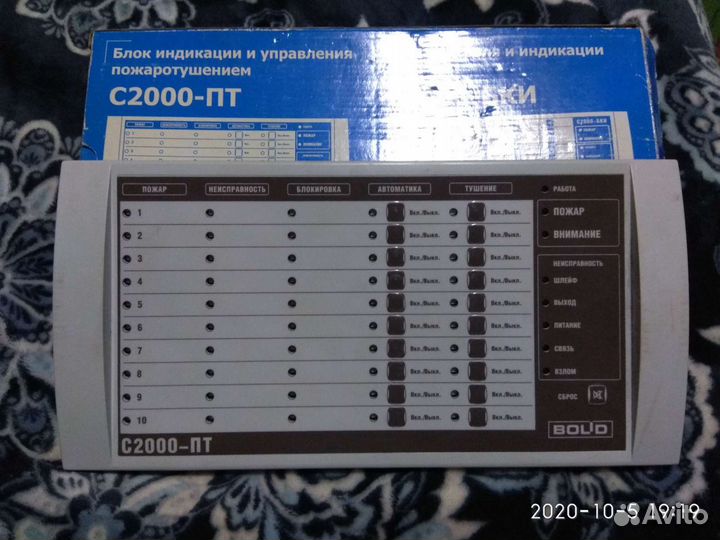 Блок индикации и управления
пожаротушением
С2000-ПТ
я и индикации
КИ
ПОЖАР НЕИСПРАВНОСТЬ БЛОКИРОВКА АВТОМАТИКА ТУШЕНИЕ
1 Вкл./Выкл. Вкл./Выкл.
2 Вкл./Выкл. Вкл./Выкл.
3 Вкл./Выкл. Вкл./Выкл.
4 Вкл./Выкл. Вкл./Выкл.
5 Вкл./Выкл. Вкл./Выкл.
6 Вкл./Выкл. Вкл./Выкл.
7 Вкл./Выкл. Вкл./Выкл.
8 Вкл./Выкл. Вкл./Выкл.
9 Вкл./Выкл. Вкл./Выкл.
10 Вкл./Выкл. Вкл./Выкл.
РАБОТА
ПОЖАР
ВНИМАНИЕ
НЕИСПРАВНОСТЬ
ШЛЕЙФ
ВЫХОД
ПИТАНИЕ
СВЯЗЬ
ВЗЛОМ
СБРОС
С2000-ПТ
BOLID
2020-10-5 19:19
Avito